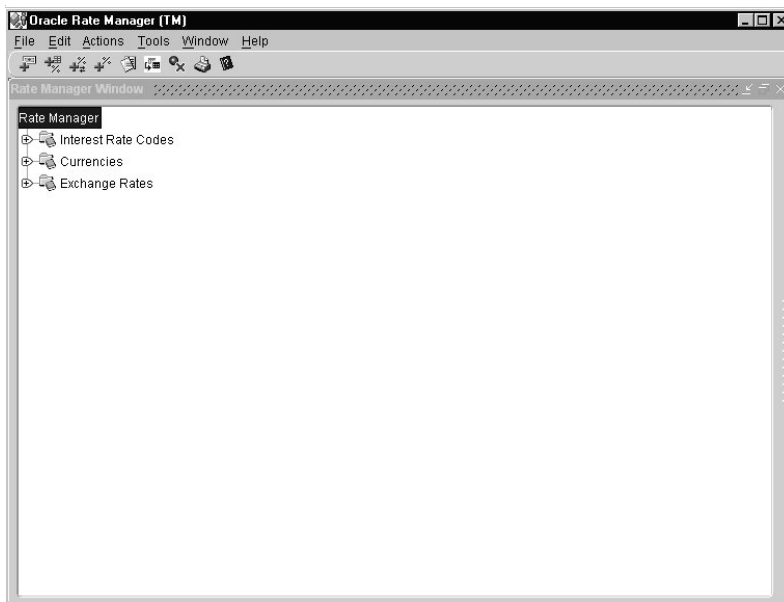 Oracle Rate Manager (TM)
File Edit Actions Tools Window Help
Rate Manager Window
Rate Manager
Interest Rate Codes
Currencies
Exchange Rates